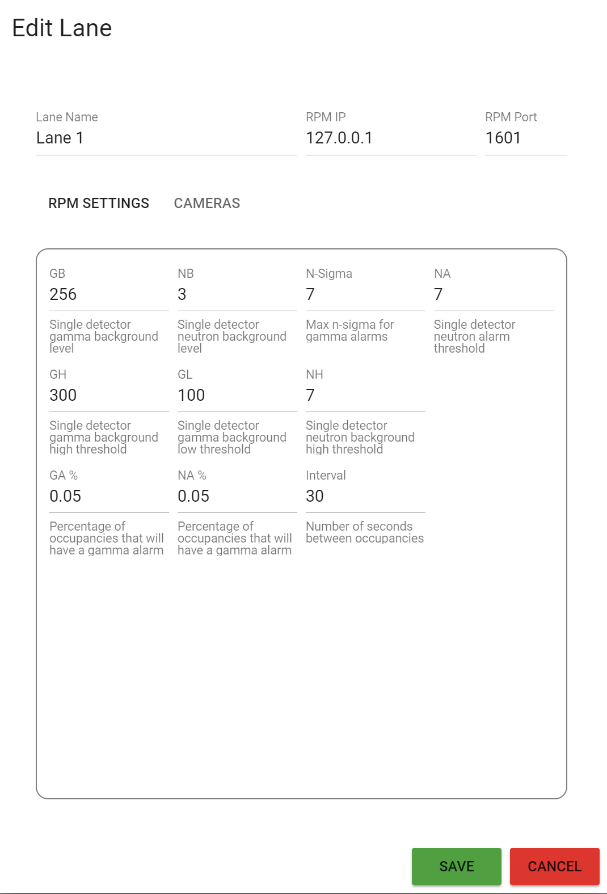 Edit Lane
Lane Name
RPM IP
RPM Port
Lane 1
127.0.0.1
1601
RPM SETTINGS
CAMERAS
GB
NB
N-Sigma
NA
256
3
7
7
Single detector
gamma background
level
Single detector
neutron background
level
Max n-sigma for
gamma alarms
Single detector
neutron alarm
threshold
GH
GL
NH
300
100
7
Single detector
gamma background
high threshold
Single detector
gamma background
low threshold
Single detector
neutron background
high threshold
GA %
NA %
Interval
0.05
0.05
30
Percentage of
occupancies that will
have a gamma alarm
Percentage of
occupancies that will
have a gamma alarm
Number of seconds
between occupancies
SAVE
CANCEL